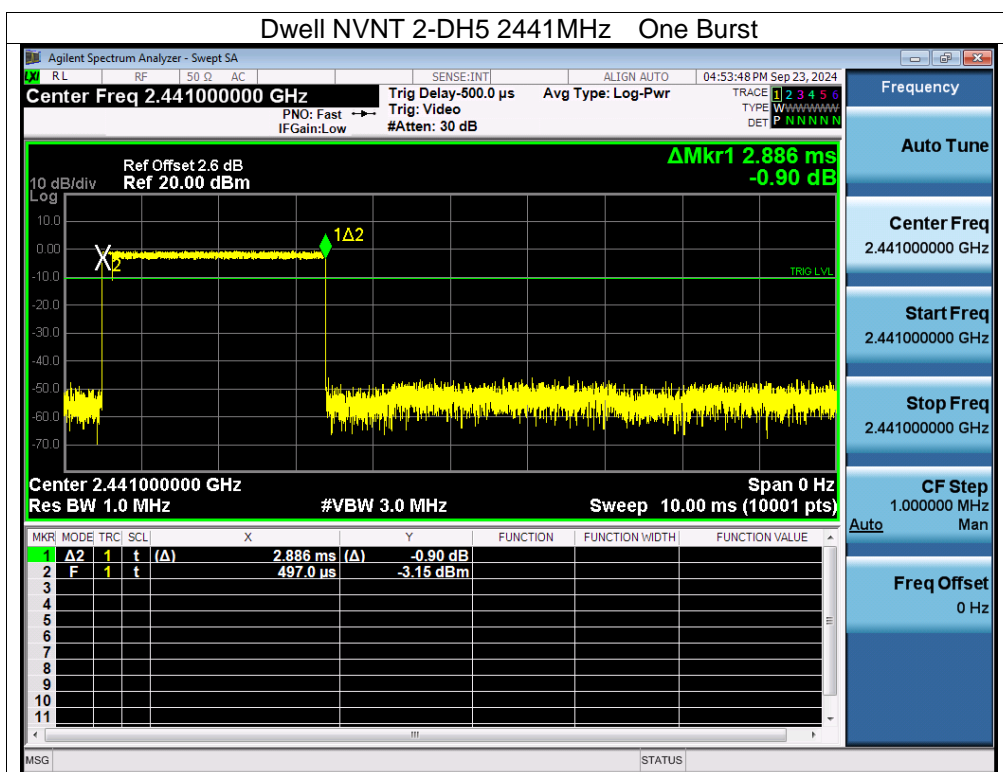 Dwell NVNT 2-DH5 2441MHz One Burst
Agilent Spectrum Analyzer - Swept SA
LXI RL RF 50 Ω AC SENSE:INT ALIGN AUTO 04:53:48 PM Sep 23, 2024
Center Freq 2.441000000 GHz Trig Delay-500.0 µs Avg Type: Log-Pwr TRACE 1 2 3 4 5 6
PNO: Fast Trig: Video TYPE WWWWWW
IFGain:Low #Atten: 30 dB DET P N N N N N
Frequency
Auto Tune
Center Freq
2.441000000 GHz
Start Freq
2.441000000 GHz
Stop Freq
2.441000000 GHz
CF Step
1.000000 MHz
Auto Man
Freq Offset
0 Hz
ΔMkr1 2.886 ms
-0.90 dB
Ref Offset 2.6 dB
10 dB/div Ref 20.00 dBm
Log
10.0
0.00
-10.0
-20.0
-30.0
-40.0
-50.0
-60.0
-70.0
1Δ2
2
TRIG LVL
Center 2.441000000 GHz Span 0 Hz
Res BW 1.0 MHz #VBW 3.0 MHz Sweep 10.00 ms (10001 pts)
MKR MODE TRC SCL X Y FUNCTION FUNCTION WIDTH FUNCTION VALUE
1 Δ2 1 t (Δ) 2.886 ms (Δ) -0.90 dB
2 F 1 t 497.0 µs -3.15 dBm
3
4
5
6
7
8
9
10
11
MSG STATUS